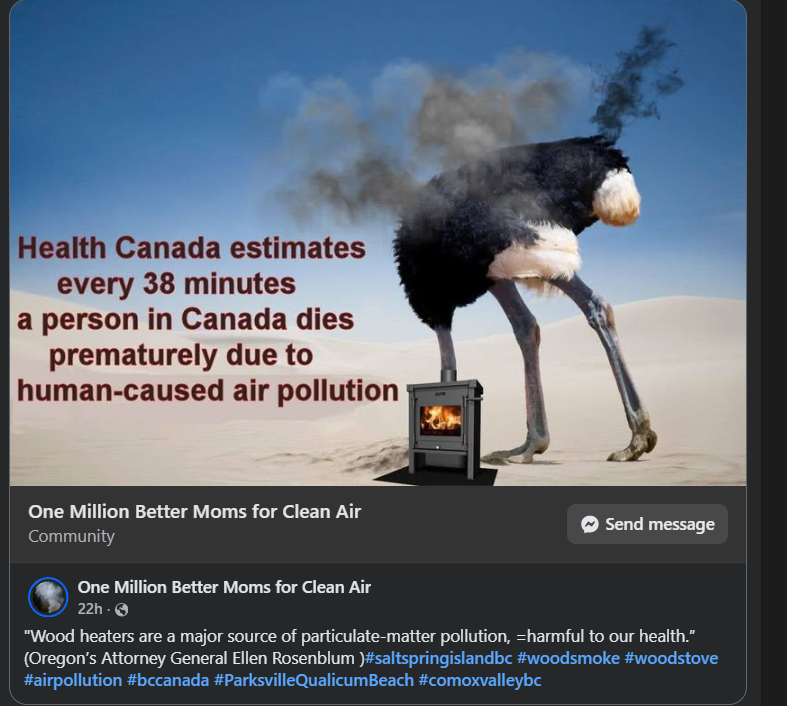 Health Canada estimates
every 38 minutes
a person in Canada dies
prematurely due to
human-caused air pollution
One Million Better Moms for Clean Air
Community
Send message
One Million Better Moms for Clean Air
22h ·
"Wood heaters are a major source of particulate-matter pollution, =harmful to our health.”
(Oregon’s Attorney General Ellen Rosenblum )#saltspringislandbc #woodsmoke #woodstove
#airpollution #bccanada #ParksvilleQualicumBeach #comoxvalleybc